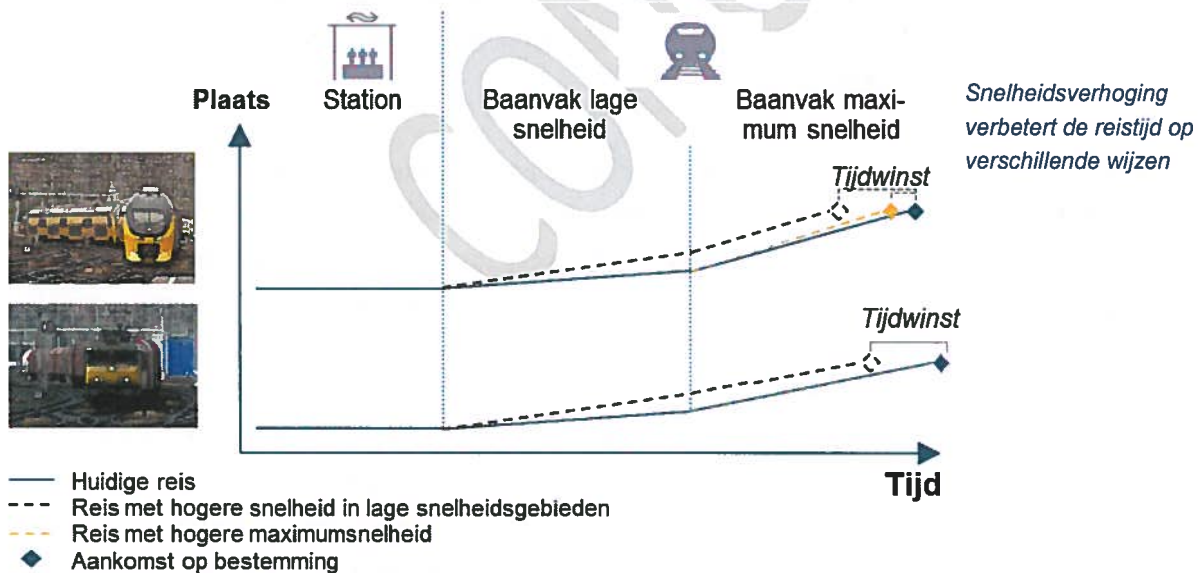 Plaats
Station
Baanvak lage
snelheid
Baanvak maxi-
mum snelheid
Snelheidsverhoging
verbetert de reistijd op
verschillende wijzen
Tijdwinst
Tijdwinst
Tijd
Huidige reis
Reis met hogere snelheid in lage snelheidsgebieden
Reis met hogere maximumsnelheid
Aankomst op bestemming